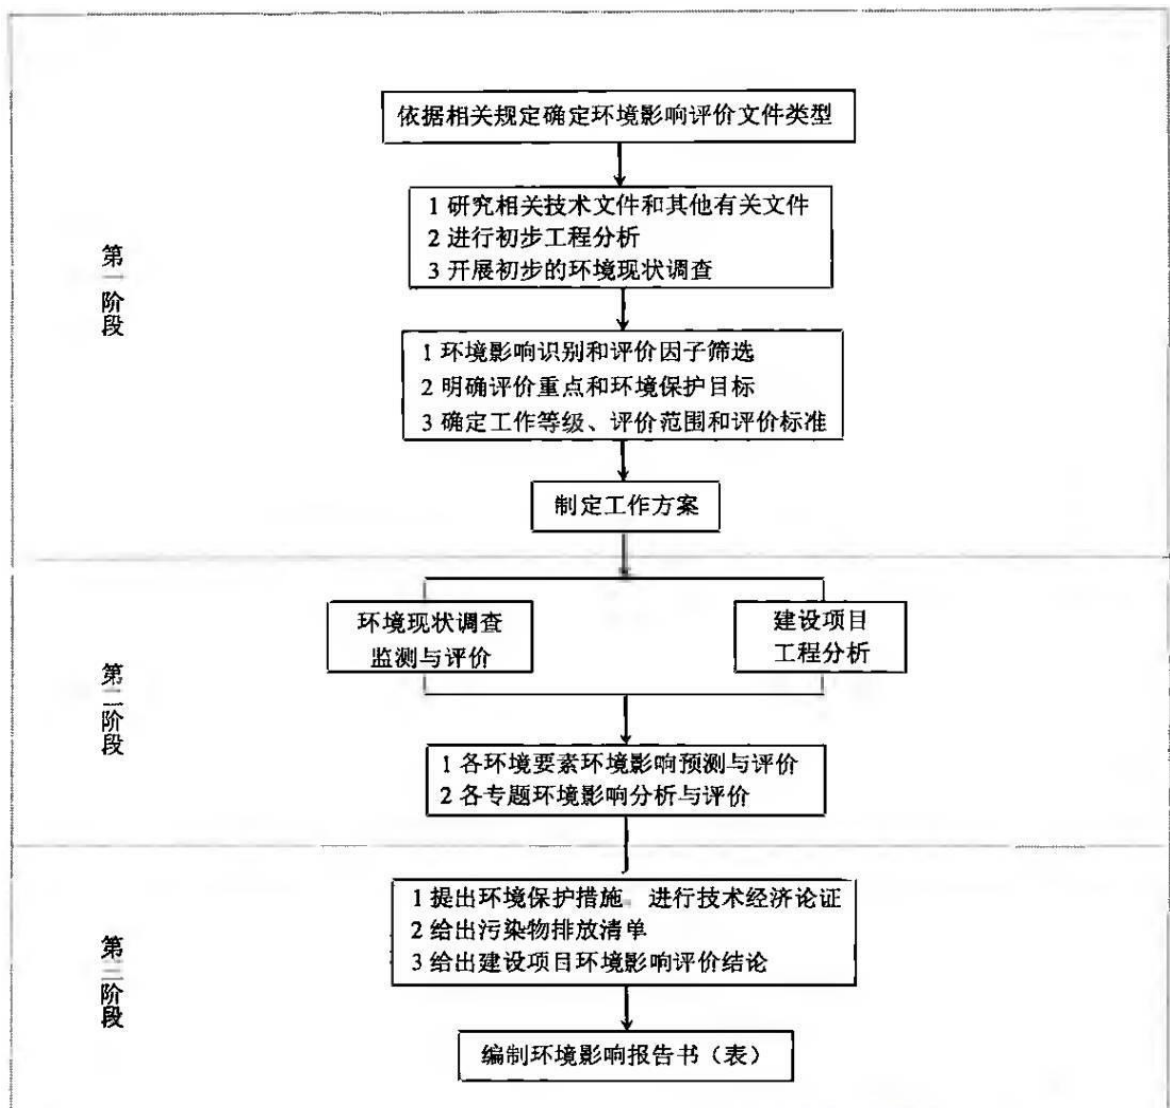 依据相关规定确定环境影响评价文件类型
1 研究相关技术文件和其他有关文件
2 进行初步工程分析
3 开展初步的环境现状调查
第一阶段
1 环境影响识别和评价因子筛选
2 明确评价重点和环境保护目标
3 确定工作等级、评价范围和评价标准
制定工作方案
环境现状调查
监测与评价
建设项目
工程分析
第二阶段
1 各环境要素环境影响预测与评价
2 各专题环境影响分析与评价
1 提出环境保护措施，进行技术经济论证
2 给出污染物排放清单
3 给出建设项目环境影响评价结论
第三阶段
编制环境影响报告书（表）